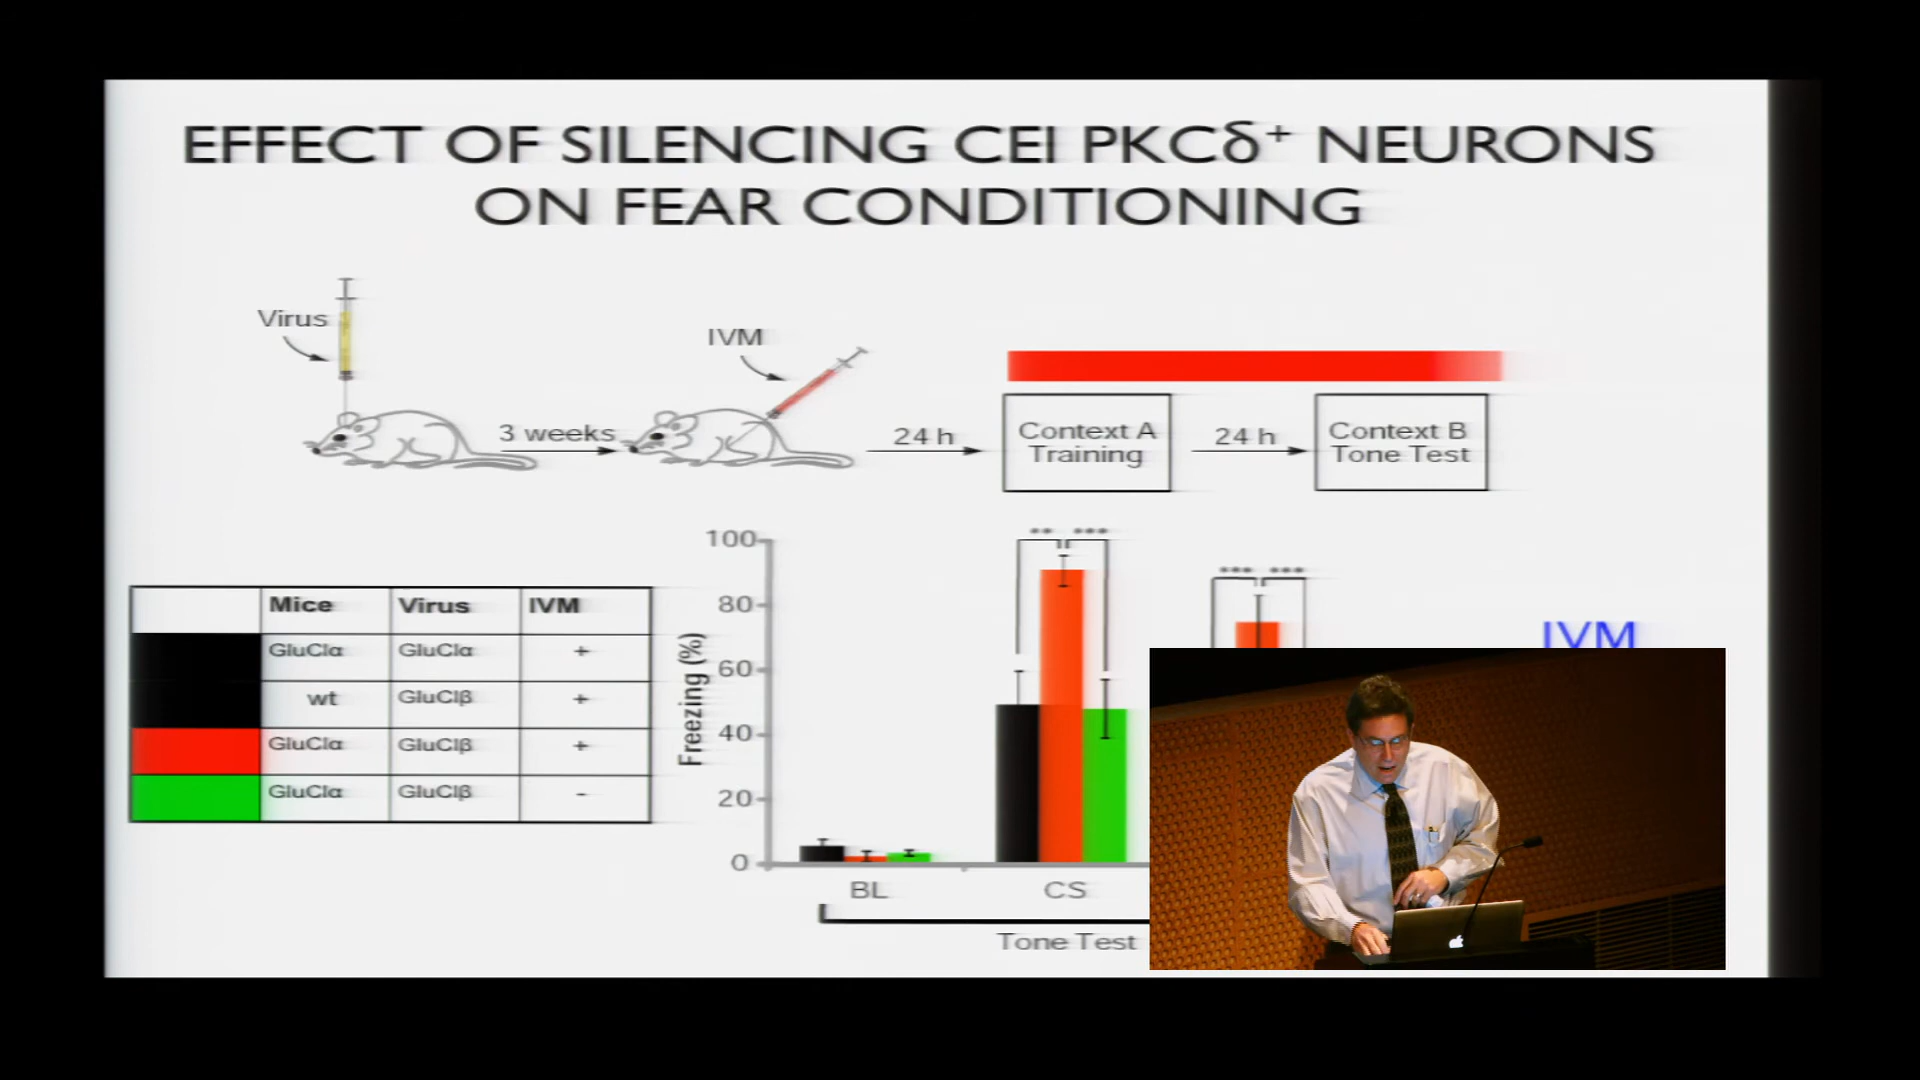 EFFECT OF SILENCING CEl PKCδ⁺ NEURONS
ON FEAR CONDITIONING
Virus
IVM
3 weeks
24 h
Context A
Training
24 h
Context B
Tone Test
Mice Virus IVM
GluClα GluClα +
wt GluClβ +
GluClα GluClβ +
GluClα GluClβ -
Freezing (%)
100
80
60
40
20
0
** ***
*** ***
BL CS
Tone Test
IVM